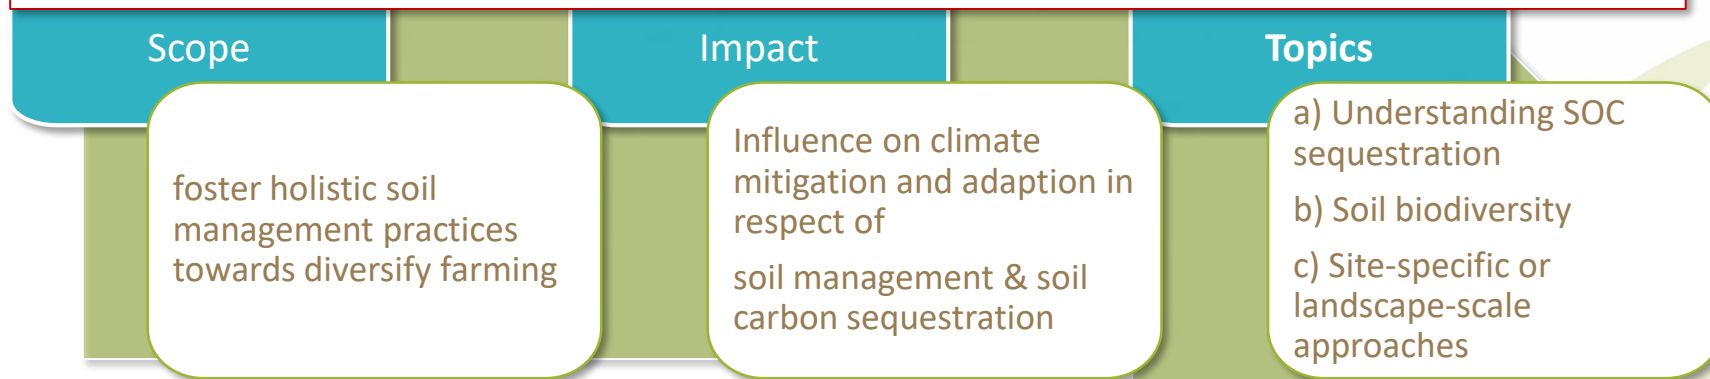 Scope
foster holistic soil
management practices
towards diversify farming
Impact
Influence on climate
mitigation and adaption in
respect of
soil management & soil
carbon sequestration
Topics
a) Understanding SOC
sequestration
b) Soil biodiversity
c) Site-specific or
landscape-scale
approaches